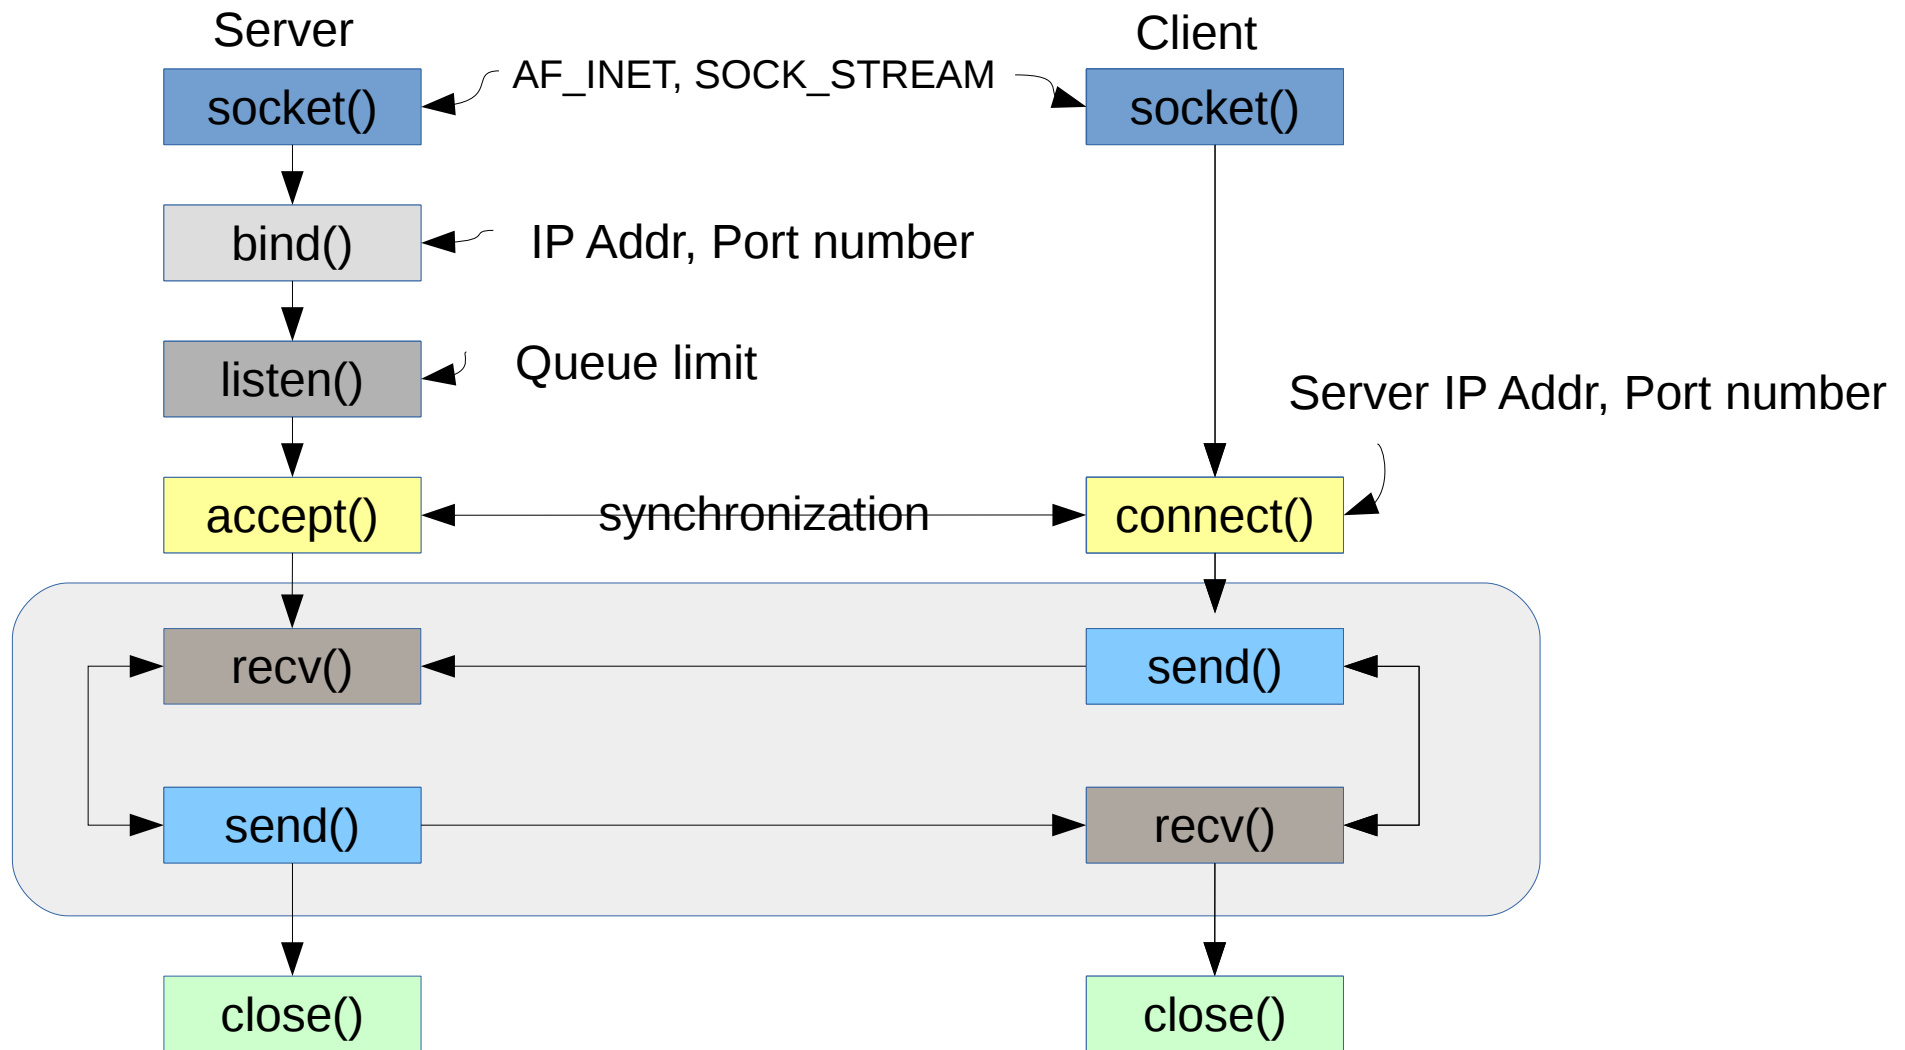 Server
Client
AF_INET, SOCK_STREAM
socket()
socket()
bind()
IP Addr, Port number
listen()
Queue limit
Server IP Addr, Port number
accept()
synchronization
connect()
recv()
send()
send()
recv()
close()
close()